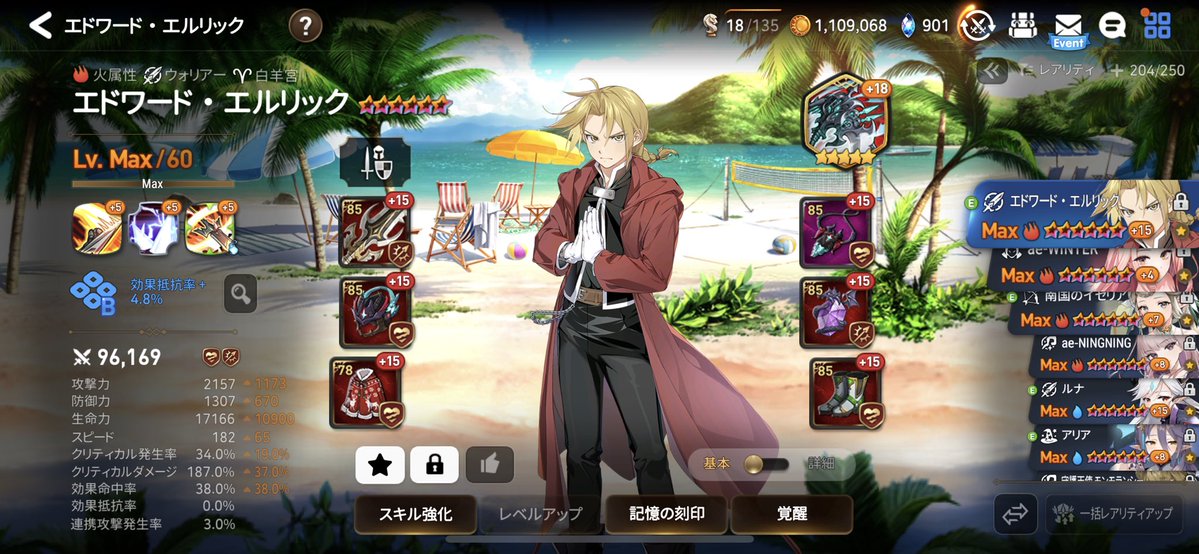 エドワード・エルリック
?
18/135
1,109,068
901
Event
火属性 ウォリアー 白羊宮
エドワード・エルリック
レアリティ
204/250
Lv. Max/60
Max
+5
+5
+5
B
効果抵抗率 +
4.8%
96,169
攻撃力 2157 1173
防御力 1307 670
生命力 17166 10900
スピード 182 65
クリティカル発生率 34.0% 19.0%
クリティカルダメージ 187.0% 37.0%
効果命中率 38.0% 38.0%
効果抵抗率 0.0%
連携攻撃発生率 3.0%
85 +15
85 +15
78 +15
+18
85 +15
85 +15
85 +15
基本
詳細
スキル強化
レベルアップ
記憶の刻印
覚醒
E エドワード・エルリック
Max +15
ae-WINTER
Max +4
E 南国のイセリア
Max +7
ae-NINGNING
Max +8
E ルナ
Max +15
E アリア
Max +8
一括レアリティアップ